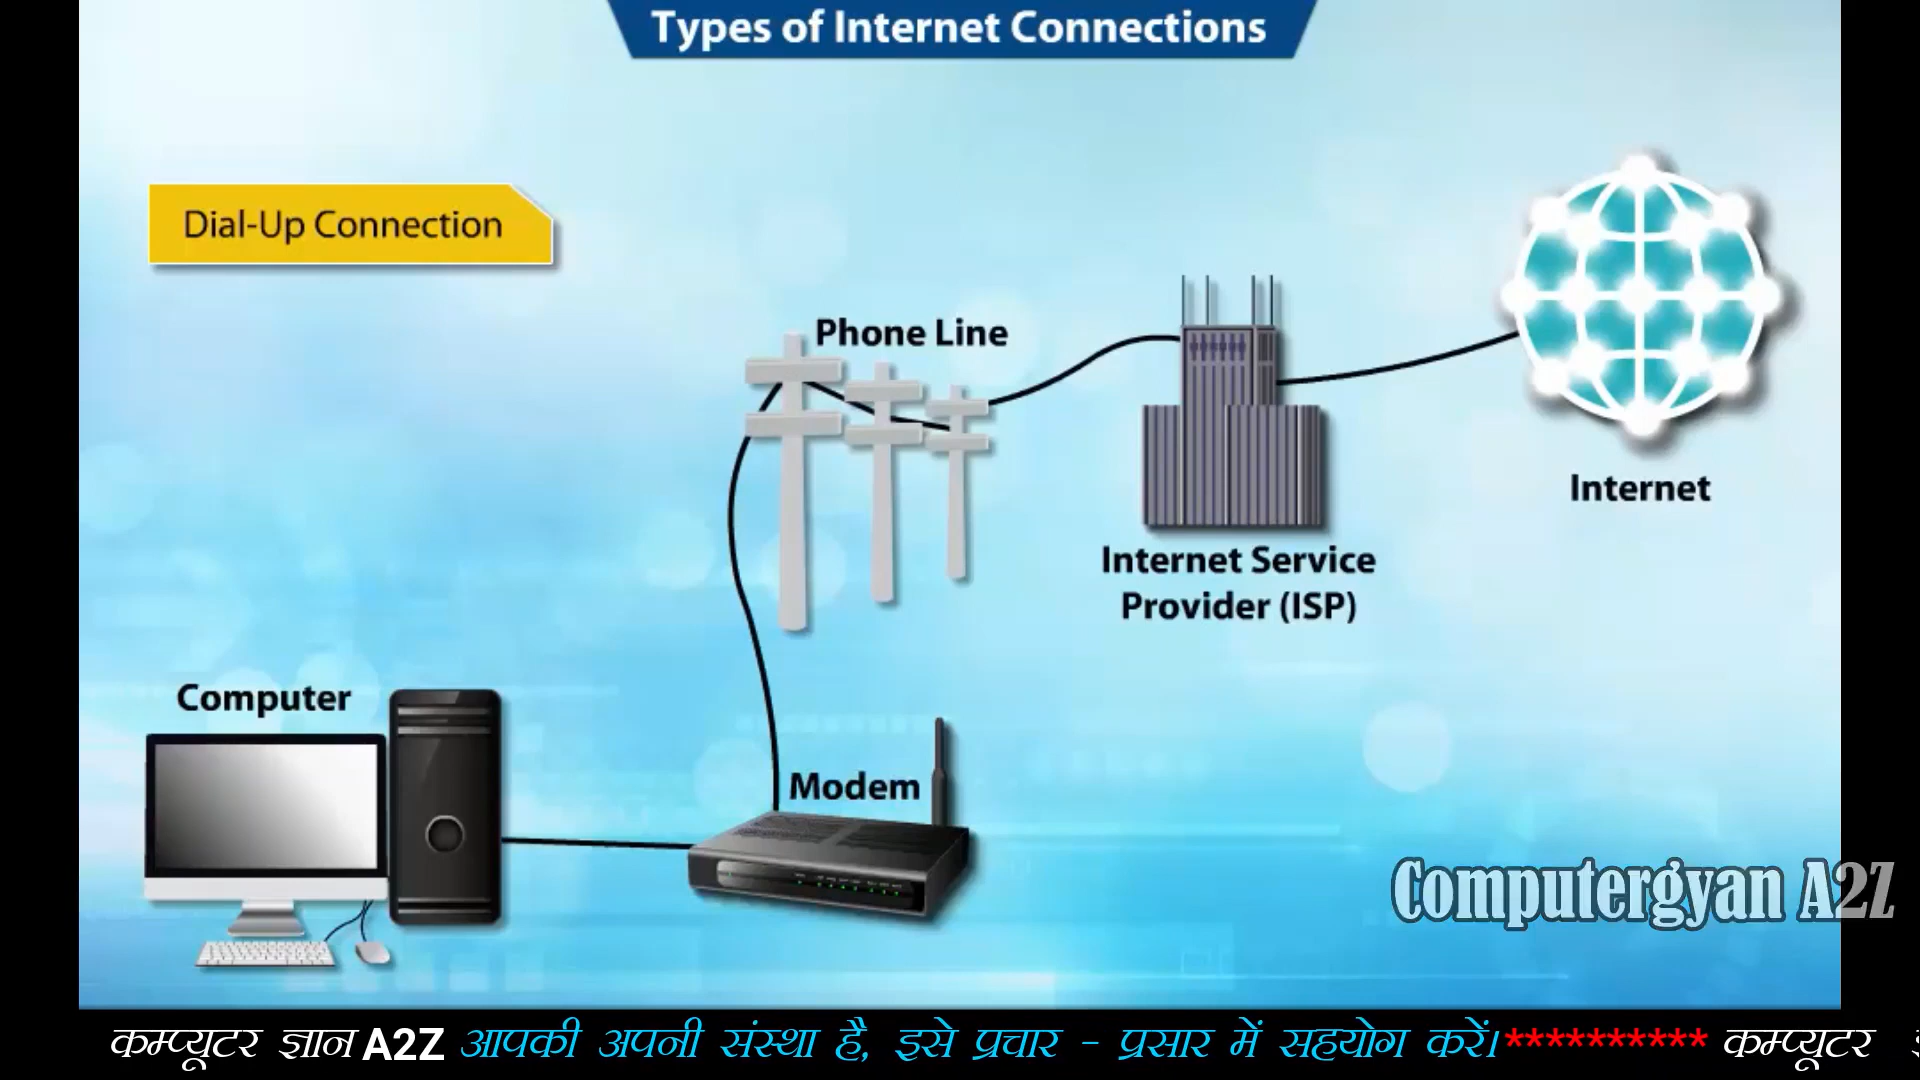 Types of Internet Connections
Dial-Up Connection
Phone Line
Internet
Internet Service
Provider (ISP)
Computer
Modem
Computergyan A2Z
कम्प्यूटर ज्ञान A2Z आपकी अपनी संस्था है, इसे प्रचार - प्रसार में सहयोग करें।********** कम्प्यूटर